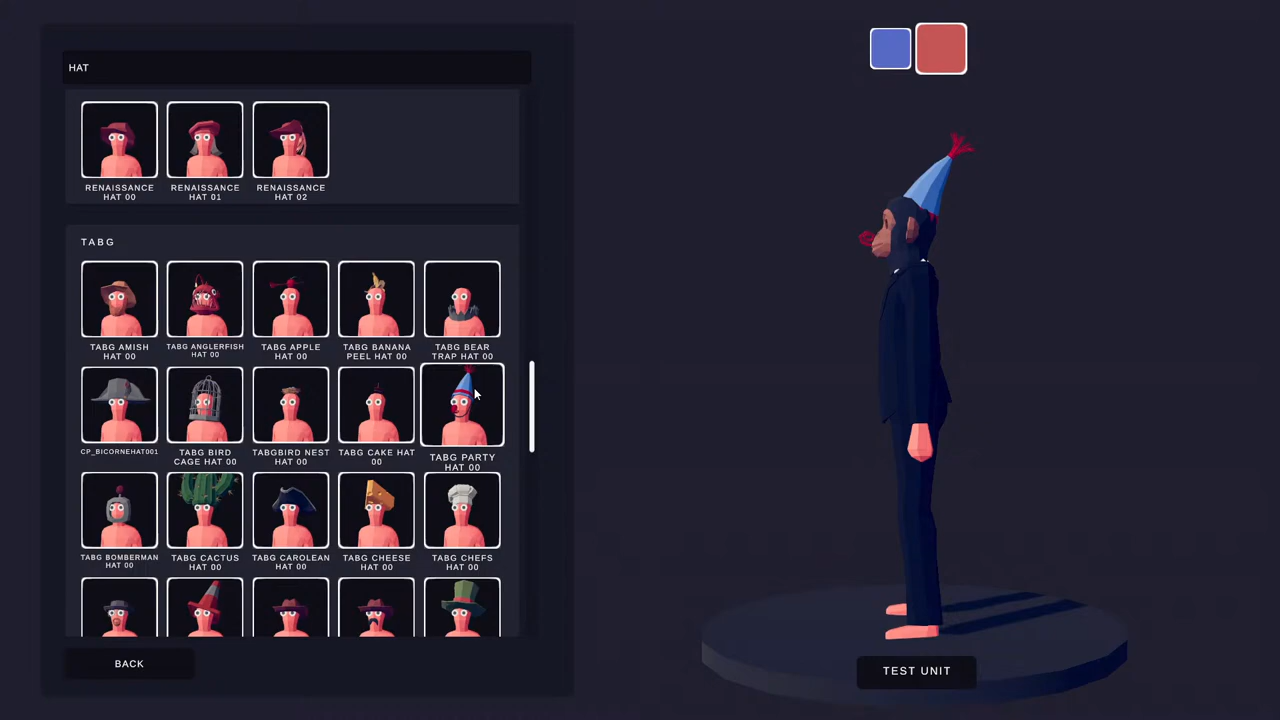 HAT
RENAISSANCE
HAT 00
RENAISSANCE
HAT 01
RENAISSANCE
HAT 02
TABG
TABG AMISH
HAT 00
TABG ANGLERFISH
HAT 00
TABG APPLE
HAT 00
TABG BANANA
PEEL HAT 00
TABG BEAR
TRAP HAT 00
CP_BICORNEHAT001
TABG BIRD
CAGE HAT 00
TABGBIRD NEST
HAT 00
TABG CAKE HAT
00
TABG PARTY
HAT 00
TABG BOMBERMAN
HAT 00
TABG CACTUS
HAT 00
TABG CAROLEAN
HAT 00
TABG CHEESE
HAT 00
TABG CHEFS
HAT 00
BACK
TEST UNIT